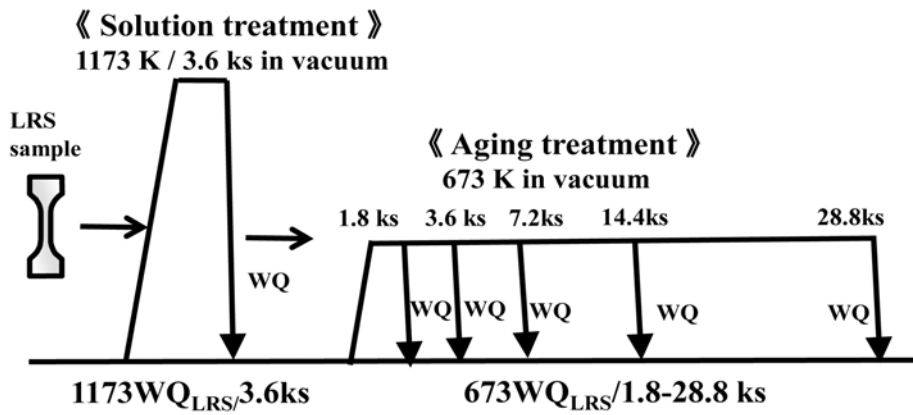 《 Solution treatment 》
1173 K / 3.6 ks in vacuum
LRS
sample
WQ
《 Aging treatment 》
673 K in vacuum
1.8 ks 3.6 ks 7.2ks 14.4ks 28.8ks
WQ WQ WQ WQ WQ
1173WQLRS/3.6ks 673WQLRS/1.8-28.8 ks